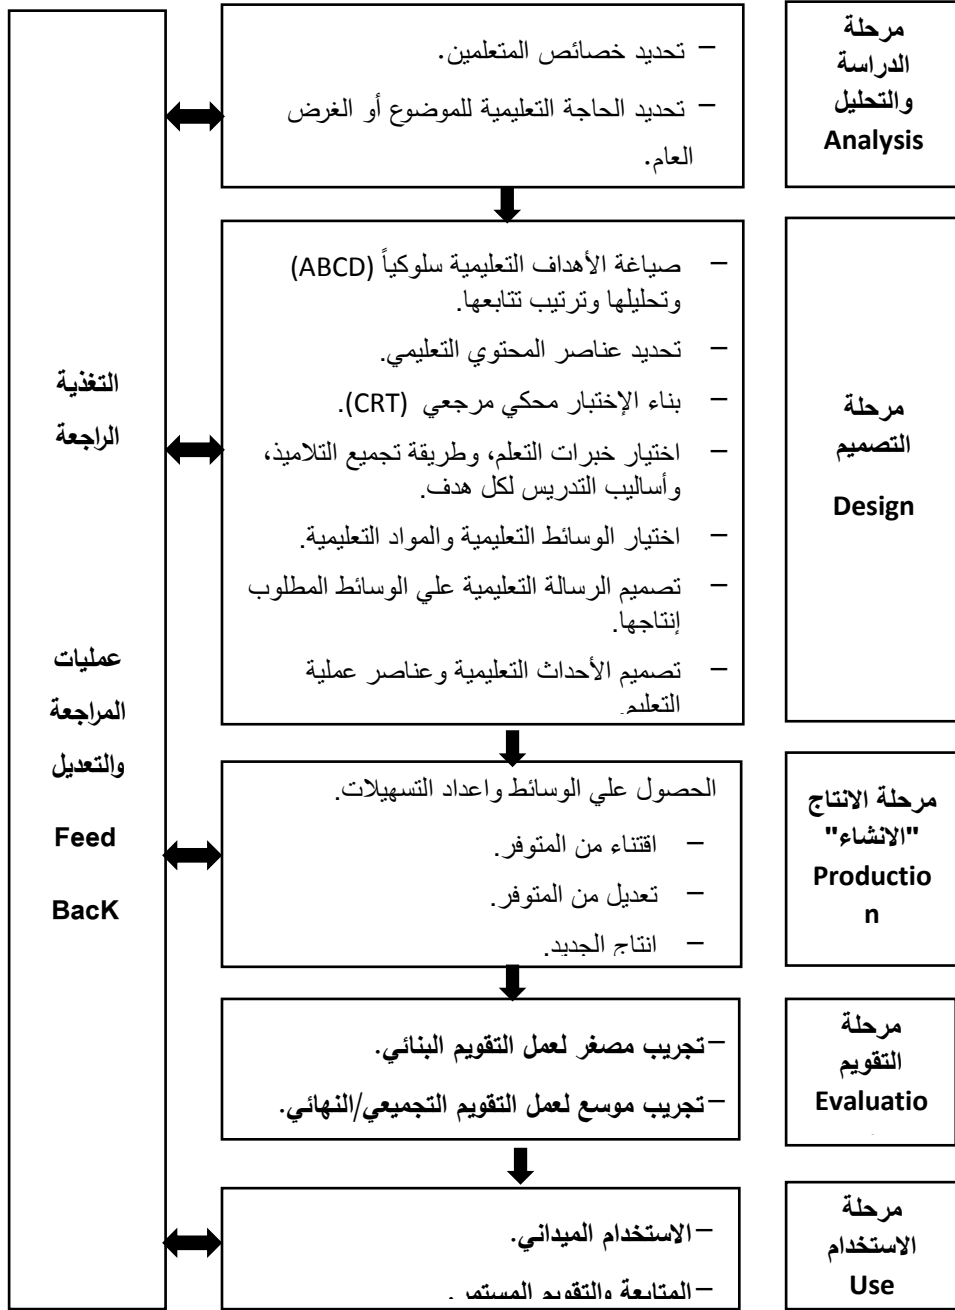 مرحلة
الدراسة
والتحليل
Analysis
– تحديد خصائص المتعلمين.
– تحديد الحاجة التعليمية للموضوع أو الغرض
العام.
مرحلة
التصميم
Design
– صياغة الأهداف التعليمية سلوكياً (ABCD)
وتحليلها وترتيب تتابعها.
– تحديد عناصر المحتوي التعليمي.
– بناء الإختبار محكي مرجعي (CRT).
– اختيار خبرات التعلم، وطريقة تجميع التلاميذ،
وأساليب التدريس لكل هدف.
– اختيار الوسائط التعليمية والمواد التعليمية.
– تصميم الرسالة التعليمية علي الوسائط المطلوب
إنتاجها.
– تصميم الأحداث التعليمية وعناصر عملية
التعليم.
مرحلة الانتاج
"الانشاء"
Productio
n
الحصول علي الوسائط واعداد التسهيلات.
– اقتناء من المتوفر.
– تعديل من المتوفر.
– انتاج الجديد.
مرحلة
التقويم
Evaluatio
–تجريب مصغر لعمل التقويم البنائي.
–تجريب موسع لعمل التقويم التجميعي/النهائي.
مرحلة
الاستخدام
Use
–الاستخدام الميداني.
–المتابعة والتقويم المستمر.
التغذية
الراجعة
عمليات
المراجعة
والتعديل
Feed
BacK